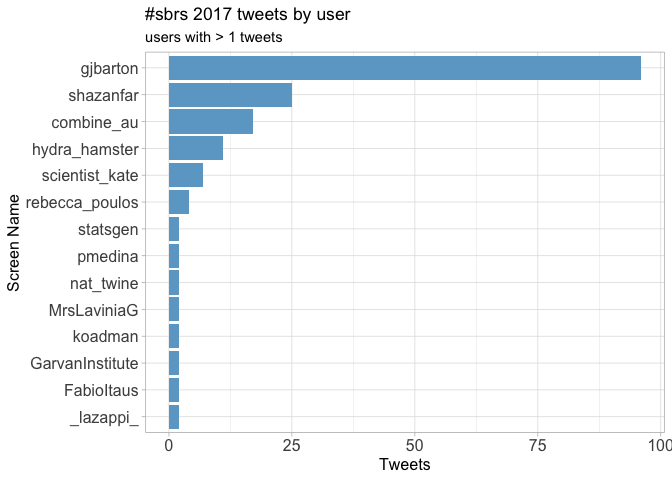 #sbrs 2017 tweets by user
users with > 1 tweets
Screen Name
gjbarton
shazanfar
combine_au
hydra_hamster
scientist_kate
rebecca_poulos
statsgen
pmedina
nat_twine
MrsLaviniaG
koadman
GarvanInstitute
FabioItaus
_lazappi_
0 25 50 75 100
Tweets